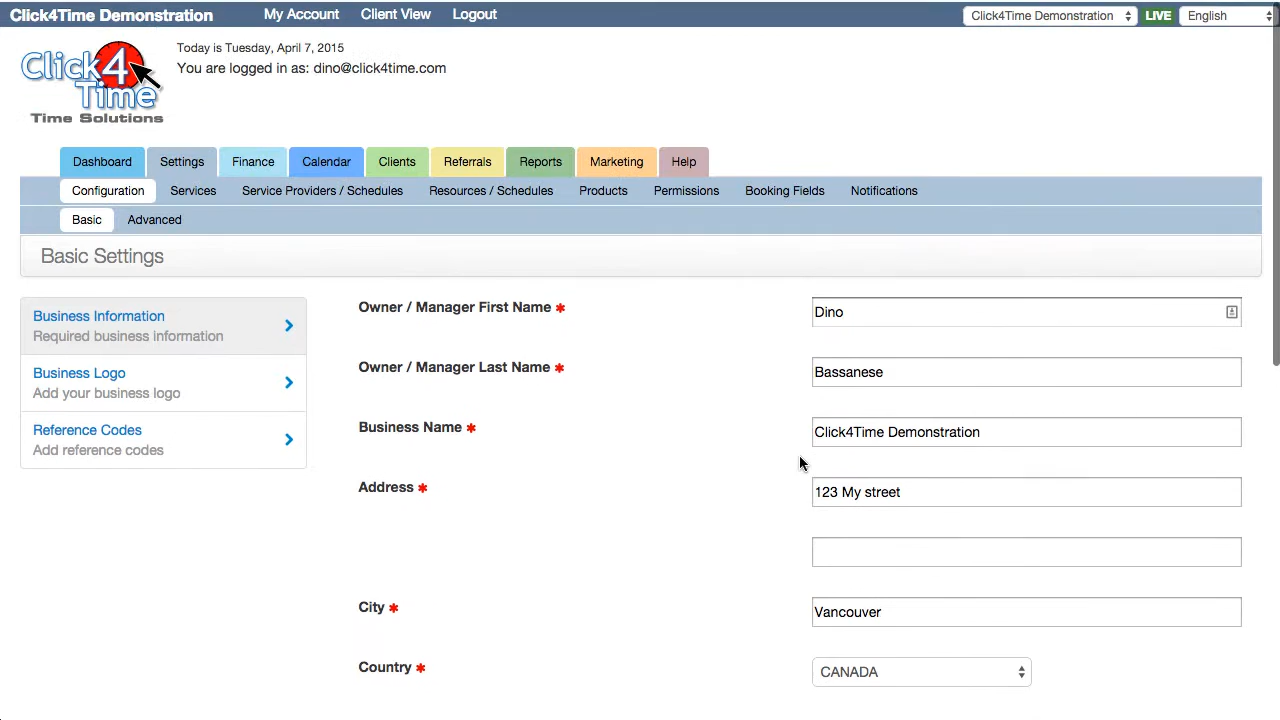 Click4Time Demonstration My Account Client View Logout Click4Time Demonstration LIVE English
Click4Time
Time Solutions
Today is Tuesday, April 7, 2015
You are logged in as: dino@click4time.com
Dashboard Settings Finance Calendar Clients Referrals Reports Marketing Help
Configuration Services Service Providers / Schedules Resources / Schedules Products Permissions Booking Fields Notifications
Basic Advanced
Basic Settings
Business Information
Required business information
Business Logo
Add your business logo
Reference Codes
Add reference codes
Owner / Manager First Name * Dino
Owner / Manager Last Name * Bassanese
Business Name * Click4Time Demonstration
Address * 123 My street
City * Vancouver
Country * CANADA